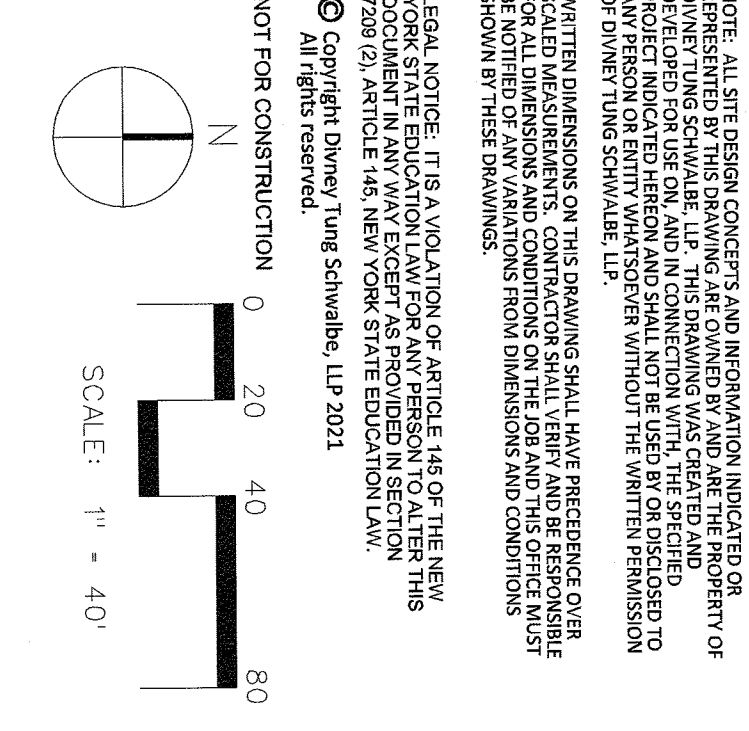 NOTE: ALL SITE DESIGN CONCEPTS AND INFORMATION INDICATED OR
REPRESENTED BY THIS DRAWING ARE OWNED BY AND ARE THE PROPERTY OF
DIVNEY TUNG SCHWALBE, LLP. THIS DRAWING WAS CREATED AND
DEVELOPED FOR USE ON, AND IN CONNECTION WITH, THE SPECIFIED
PROJECT INDICATED HEREON AND SHALL NOT BE USED BY OR DISCLOSED TO
ANY PERSON OR ENTITY WHATSOEVER WITHOUT THE WRITTEN PERMISSION
OF DIVNEY TUNG SCHWALBE, LLP.
WRITTEN DIMENSIONS ON THIS DRAWING SHALL HAVE PRECEDENCE OVER
SCALED MEASUREMENTS. CONTRACTOR SHALL VERIFY AND BE RESPONSIBLE
FOR ALL DIMENSIONS AND CONDITIONS ON THE JOB AND THIS OFFICE MUST
BE NOTIFIED OF ANY VARIATIONS FROM DIMENSIONS AND CONDITIONS
SHOWN BY THESE DRAWINGS.
LEGAL NOTICE: IT IS A VIOLATION OF ARTICLE 145 OF THE NEW
YORK STATE EDUCATION LAW FOR ANY PERSON TO ALTER THIS
DOCUMENT IN ANY WAY EXCEPT AS PROVIDED IN SECTION
7209 (2), ARTICLE 145, NEW YORK STATE EDUCATION LAW.
© Copyright Divney Tung Schwalbe, LLP 2021
All rights reserved.
NOT FOR CONSTRUCTION
N
0 20 40 80
SCALE: 1" = 40'